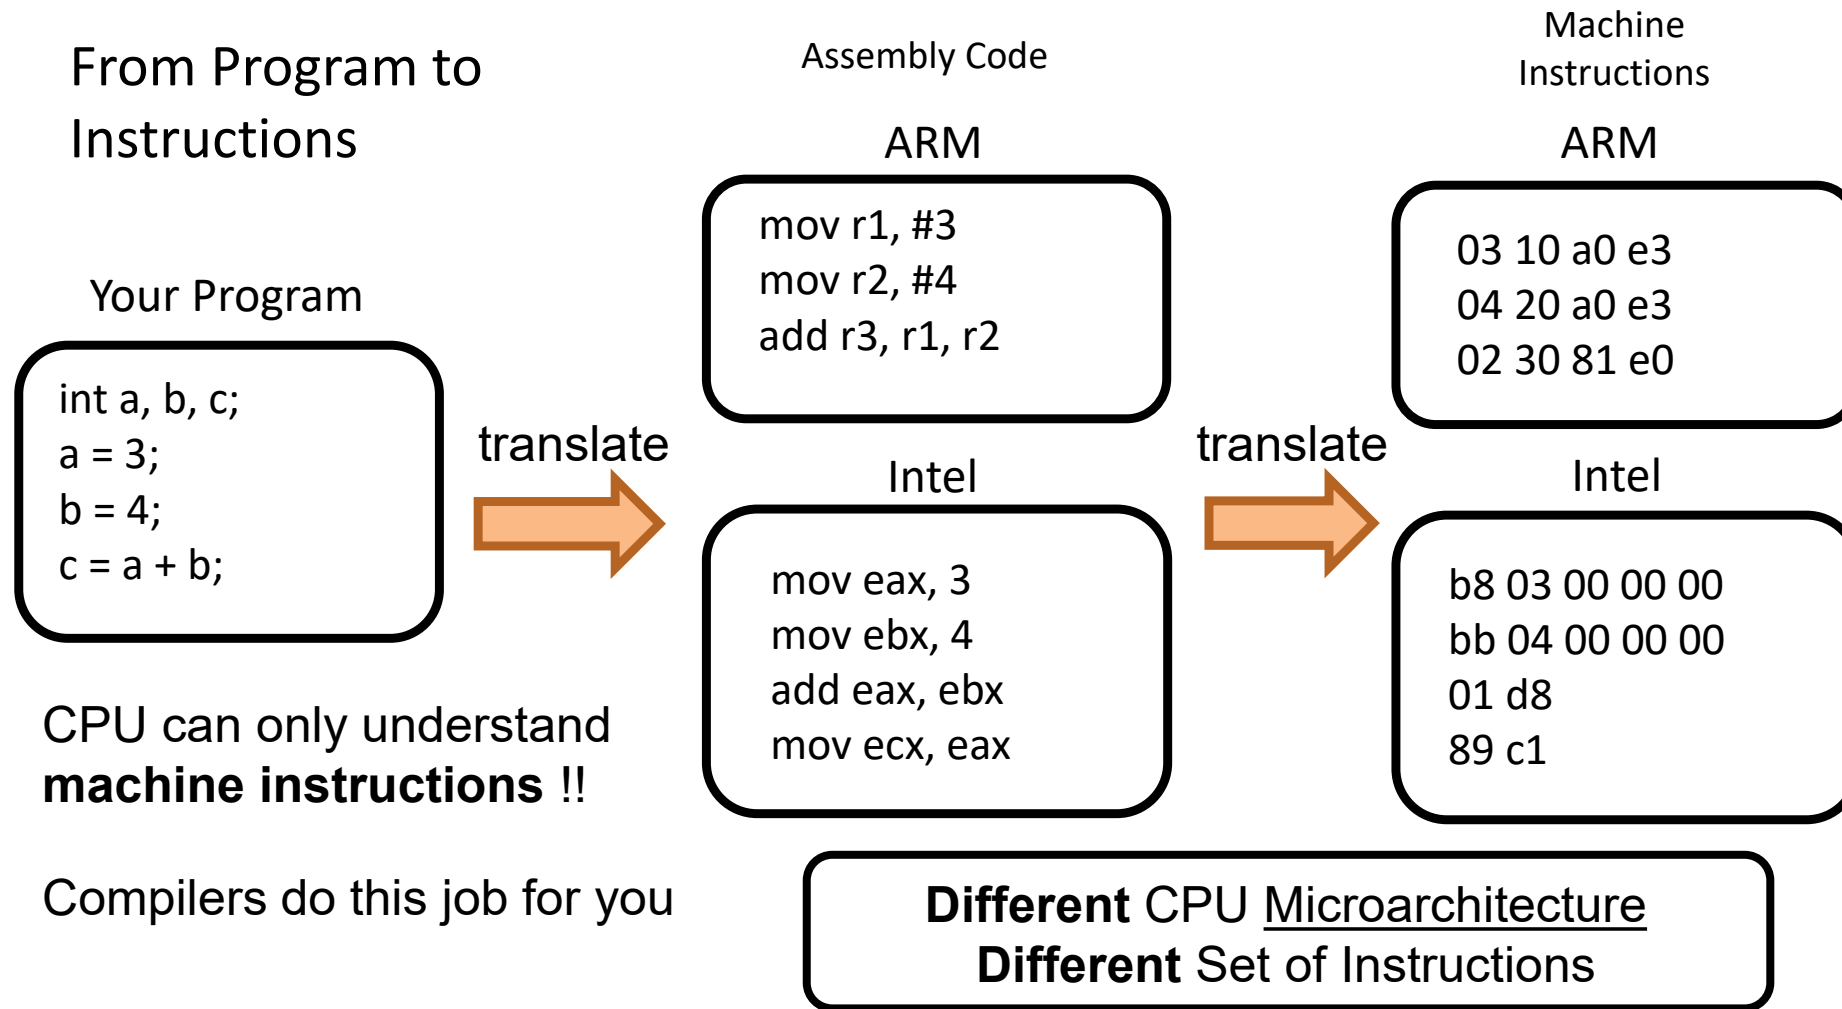 From Program to
Instructions
Your Program
int a, b, c;
a = 3;
b = 4;
c = a + b;
CPU can only understand
machine instructions !!
Compilers do this job for you
translate
Assembly Code
ARM
mov r1, #3
mov r2, #4
add r3, r1, r2
Intel
mov eax, 3
mov ebx, 4
add eax, ebx
mov ecx, eax
translate
Machine
Instructions
ARM
03 10 a0 e3
04 20 a0 e3
02 30 81 e0
Intel
b8 03 00 00 00
bb 04 00 00 00
01 d8
89 c1
Different CPU Microarchitecture
Different Set of Instructions